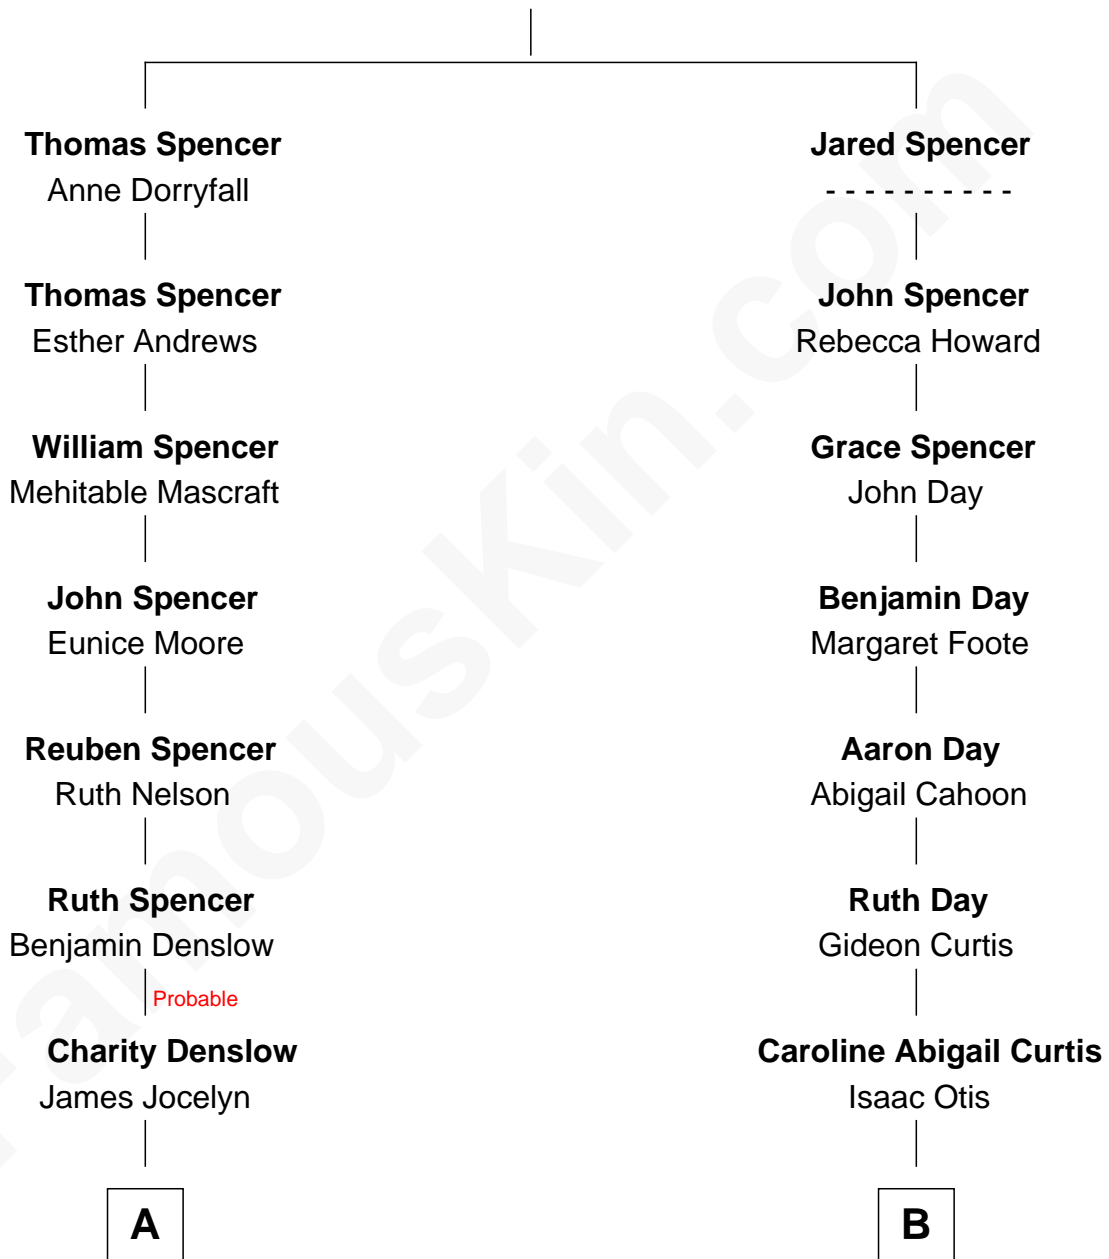 Thomas Spencer
Anne Dorryfall
Thomas Spencer
Esther Andrews
William Spencer
Mehitable Mascraft
John Spencer
Eunice Moore
Reuben Spencer
Ruth Nelson
Ruth Spencer
Benjamin Denslow
Probable
Charity Denslow
James Jocelyn
A
Jared Spencer
- - - - - - - - - -
John Spencer
Rebecca Howard
Grace Spencer
John Day
Benjamin Day
Margaret Foote
Aaron Day
Abigail Cahoon
Ruth Day
Gideon Curtis
Caroline Abigail Curtis
Isaac Otis
B
FamousKin.com